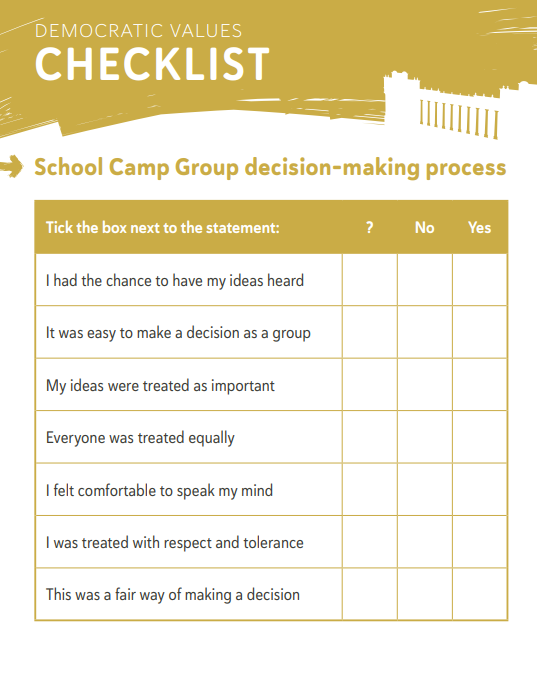 DEMOCRATIC VALUES
CHECKLIST
School Camp Group decision-making process
Tick the box next to the statement: ? No Yes
I had the chance to have my ideas heard
It was easy to make a decision as a group
My ideas were treated as important
Everyone was treated equally
I felt comfortable to speak my mind
I was treated with respect and tolerance
This was a fair way of making a decision